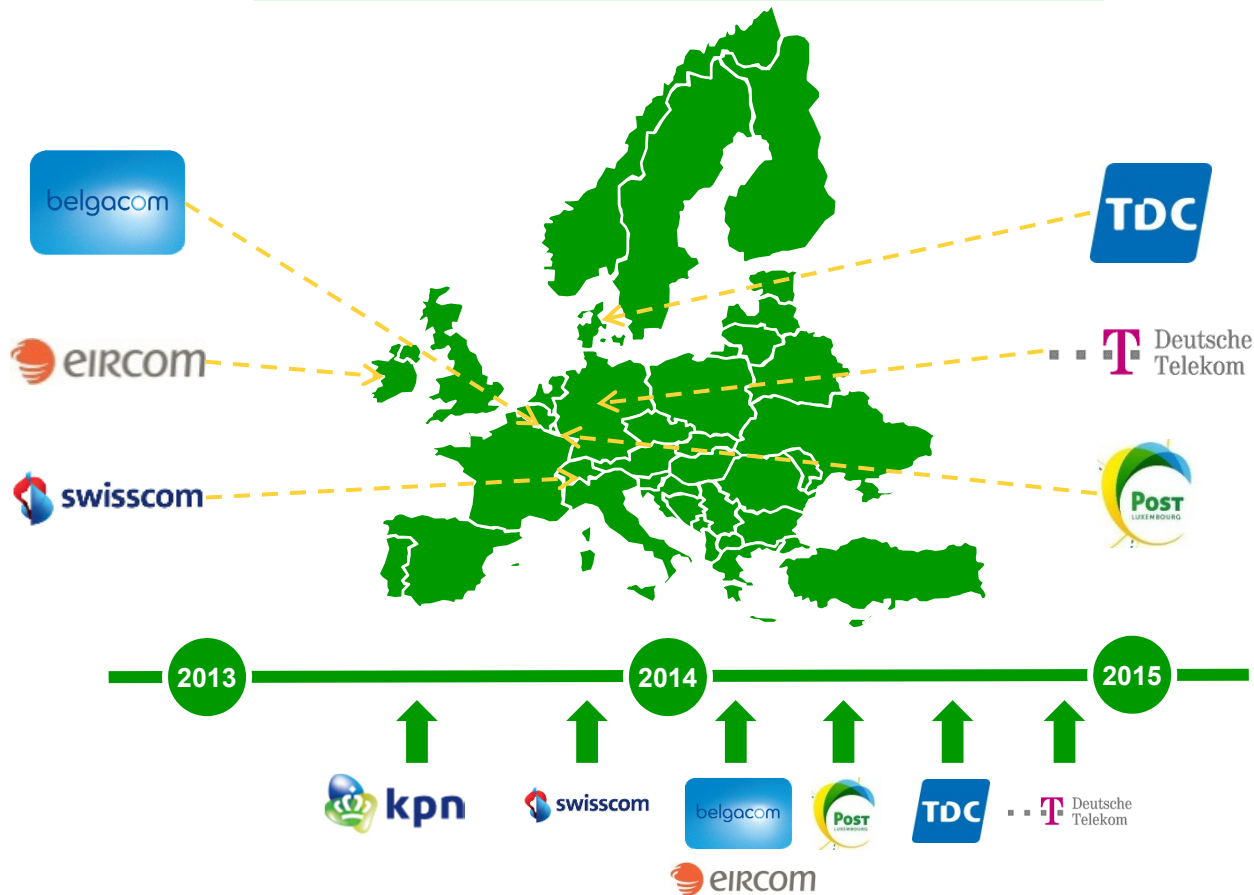 belgacom
TDC
eircom
Deutsche
Telekom
swisscom
POST
LUXEMBOURG
2013
2014
2015
kpn
swisscom
belgacom
POST
LUXEMBOURG
TDC
Deutsche
Telekom
eircom